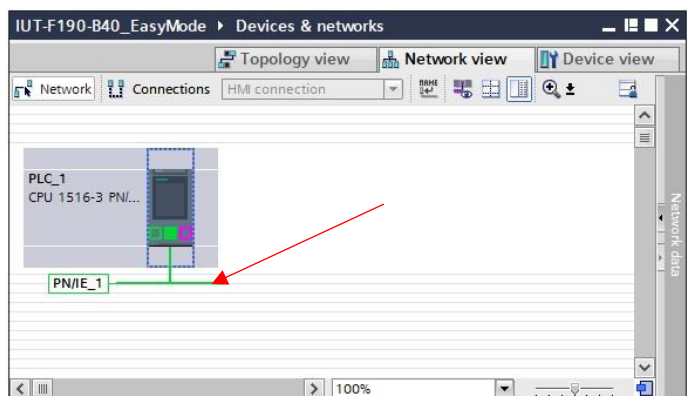 IUT-F190-B40_EasyMode ▸ Devices & networks
Topology view Network view Device view
Network Connections HMI connection
PLC_1
CPU 1516-3 PN/...
PN/IE_1
Network data
100%